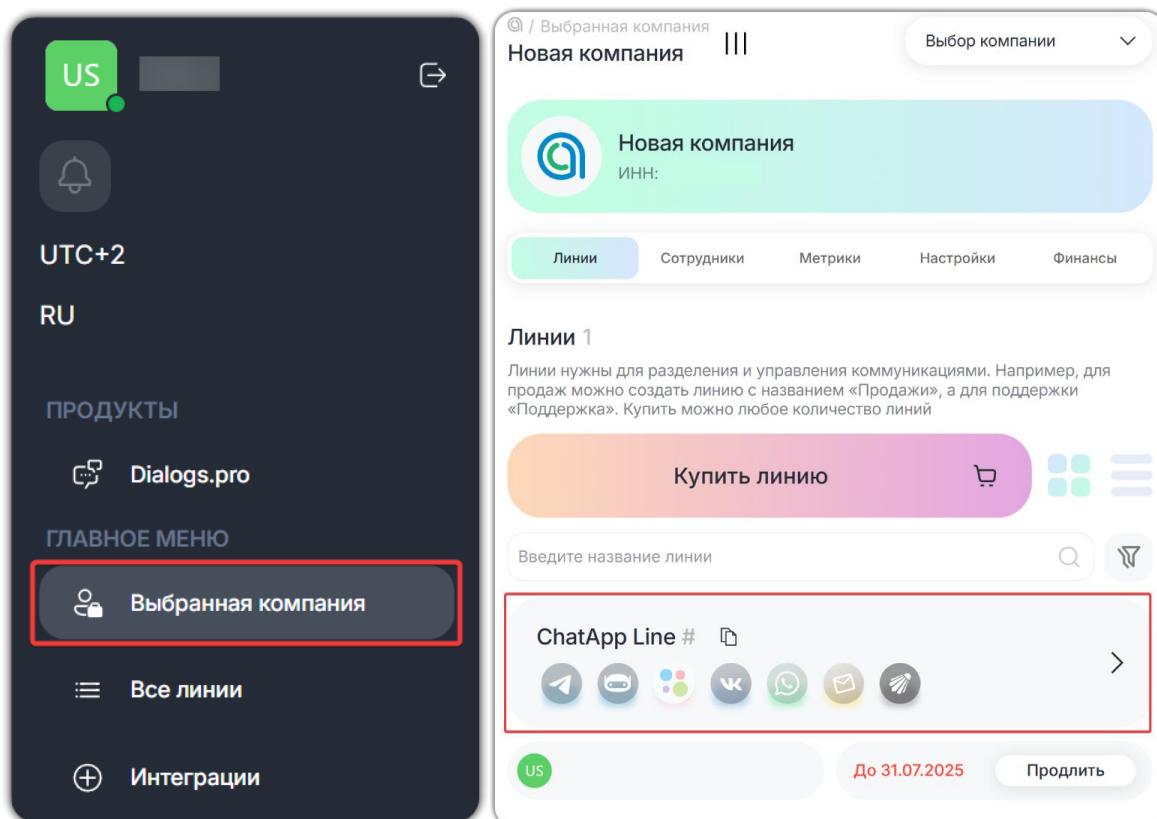 US
UTC+2
RU
ПРОДУКТЫ
Dialogs.pro
ГЛАВНОЕ МЕНЮ
Выбранная компания
Все линии
Интеграции
/ Выбранная компания
Новая компания
Выбор компании
Новая компания
ИНН:
Линии
Сотрудники
Метрики
Настройки
Финансы
Линии 1
Линии нужны для разделения и управления коммуникациями. Например, для
продаж можно создать линию с названием «Продажи», а для поддержки
«Поддержка». Купить можно любое количество линий
Купить линию
Введите название линии
ChatApp Line #
US
До 31.07.2025
Продлить